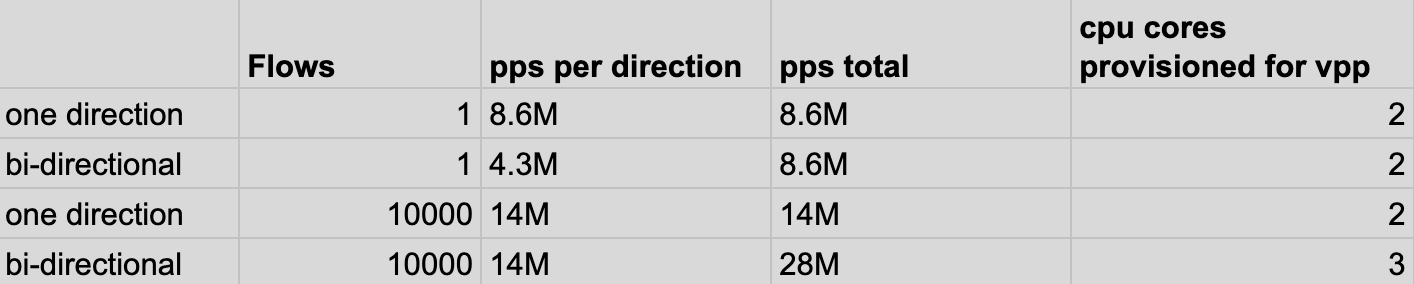 Flows pps per direction pps total cpu cores provisioned for vpp
one direction 1 8.6M 8.6M 2
bi-directional 1 4.3M 8.6M 2
one direction 10000 14M 14M 2
bi-directional 10000 14M 28M 3